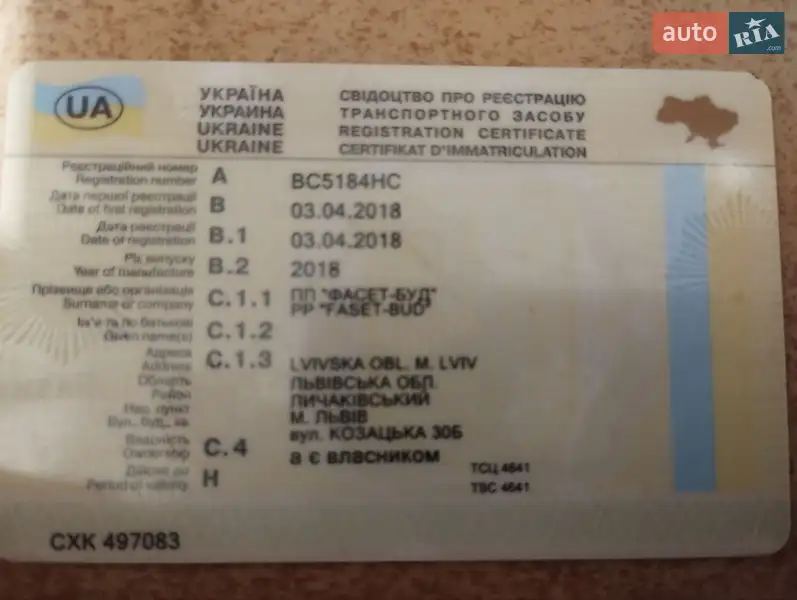 auto RIA .com
UA
УКРАЇНА
УКРАИНА
UKRAINE
UKRAINE
СВІДОЦТВО ПРО РЕЄСТРАЦІЮ
ТРАНСПОРТНОГО ЗАСОБУ
REGISTRATION CERTIFICATE
CERTIFIKAT D'IMMATRICULATION
Реєстраційний номер
Registration number A BC5184HC
Дата першої реєстрації
Date of first registration B 03.04.2018
Дата реєстрації
Date of registration B.1 03.04.2018
Рік випуску
Year of manufacture B.2 2018
Прізвище або організація
Surname or company C.1.1 ПП "ФАСЕТ-БУД"
PP "FASET-BUD"
Ім'я та по батькові
Given name(s) C.1.2
Адреса
Address C.1.3 LVIVSKA OBL. M. LVIV
Область ЛЬВІВСЬКА ОБЛ.
Район ЛИЧАКІВСЬКИЙ
Нас. пункт М. ЛЬВІВ
Вул., буд., кв. вул. КОЗАЦЬКА 30Б
Ownership C.4 в є власником
Дійсне до
Period of validity H
ТСЦ 4641
TBC 4641
CXK 497083